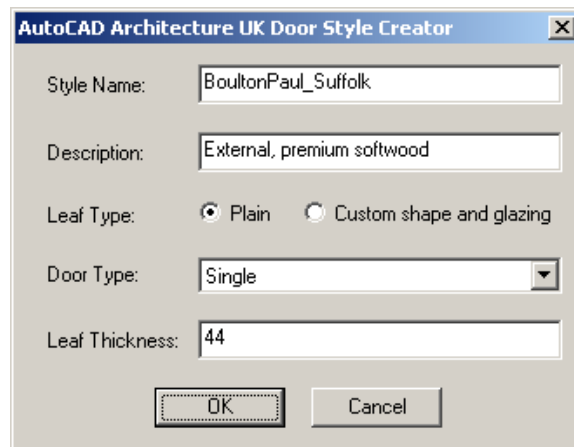 AutoCAD Architecture UK Door Style Creator
Style Name: BoultonPaul_Suffolk
Description: External, premium softwood
Leaf Type: Plain Custom shape and glazing
Door Type: Single
Leaf Thickness: 44
OK Cancel